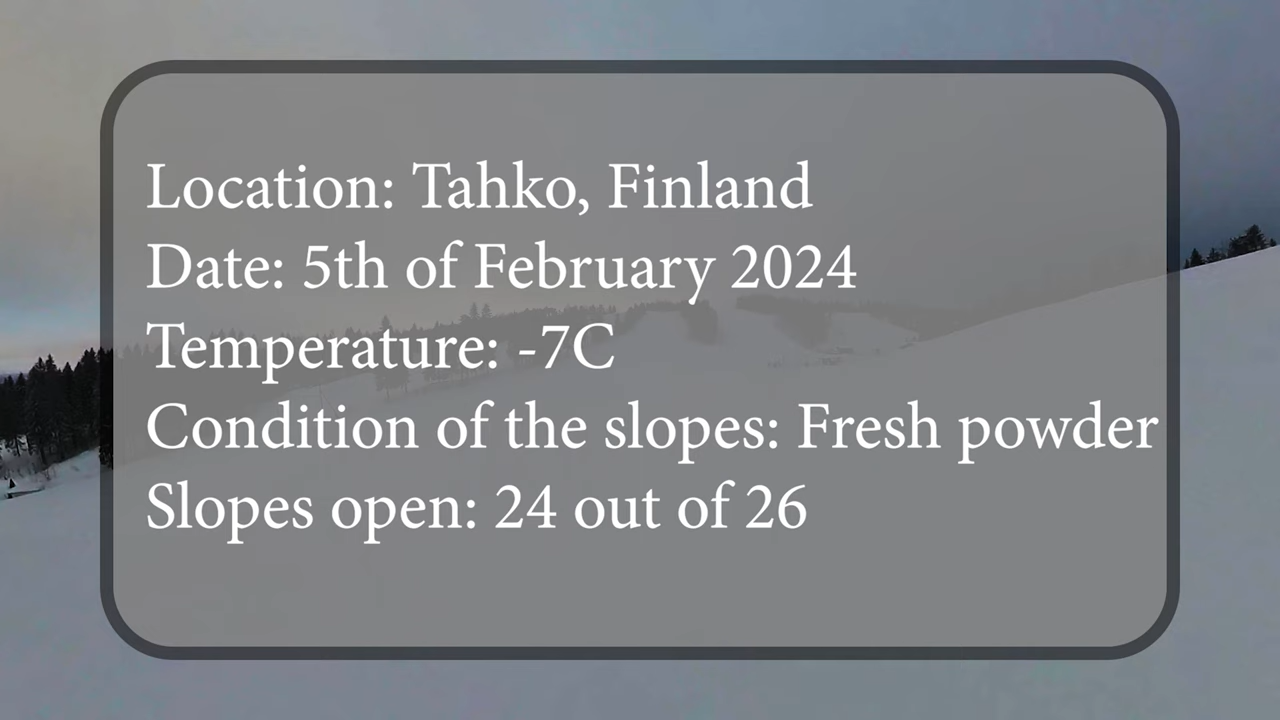 Location: Tahko, Finland
Date: 5th of February 2024
Temperature: -7C
Condition of the slopes: Fresh powder
Slopes open: 24 out of 26